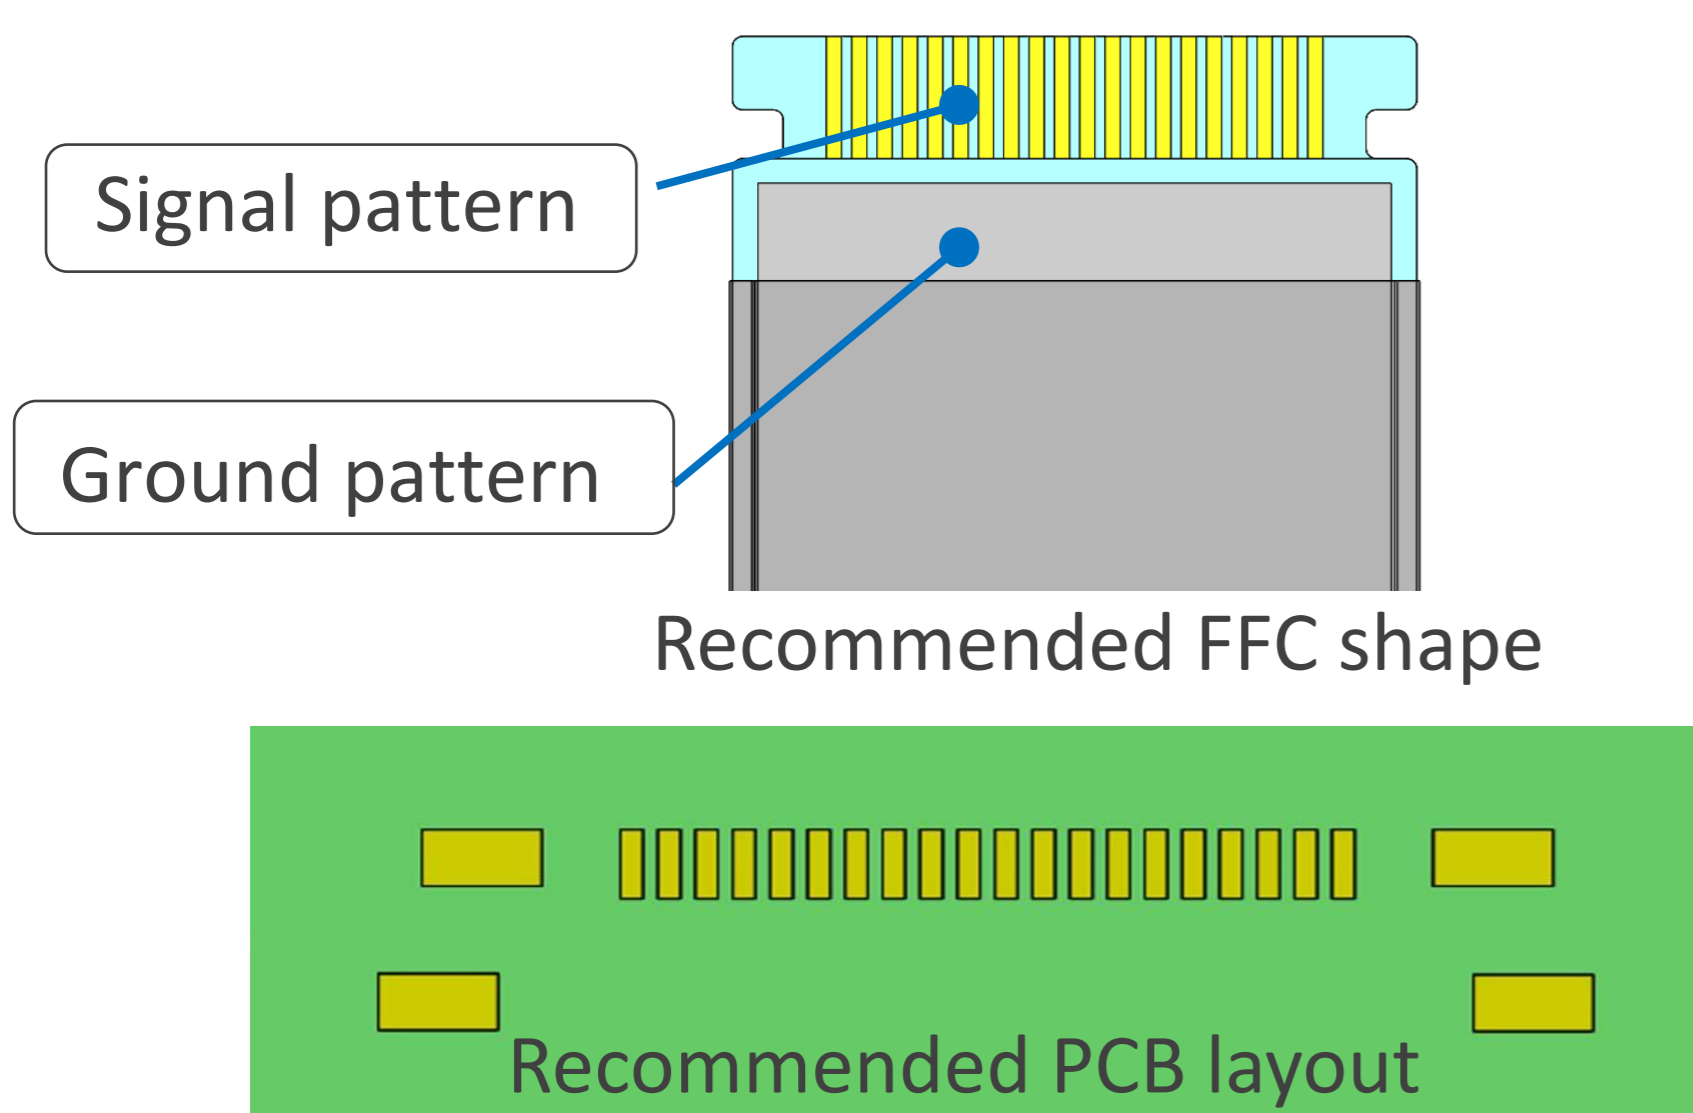 Signal pattern
Ground pattern
Recommended FFC shape
Recommended PCB layout